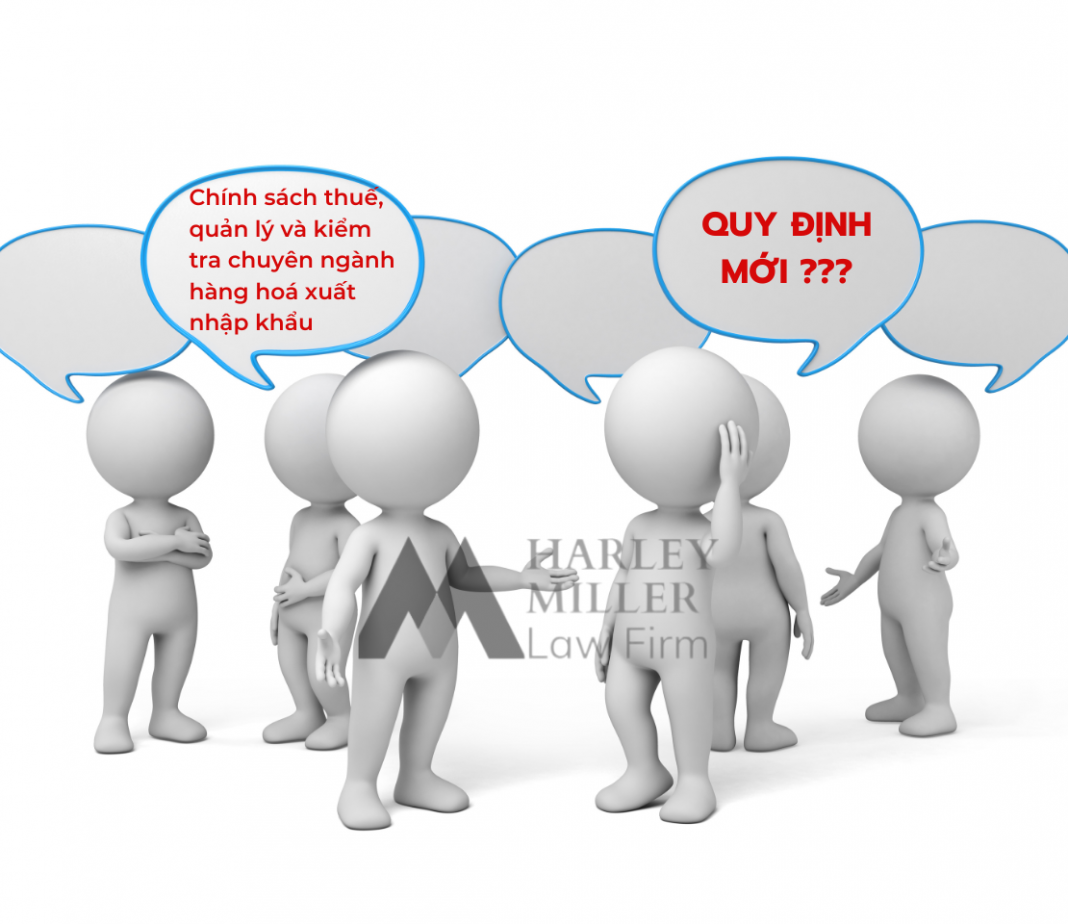 Chính sách thuế,
quản lý và kiểm
tra chuyên ngành
hàng hoá xuất
nhập khẩu
QUY ĐỊNH
MỚI ???
HARLEY
MILLER
Law Firm